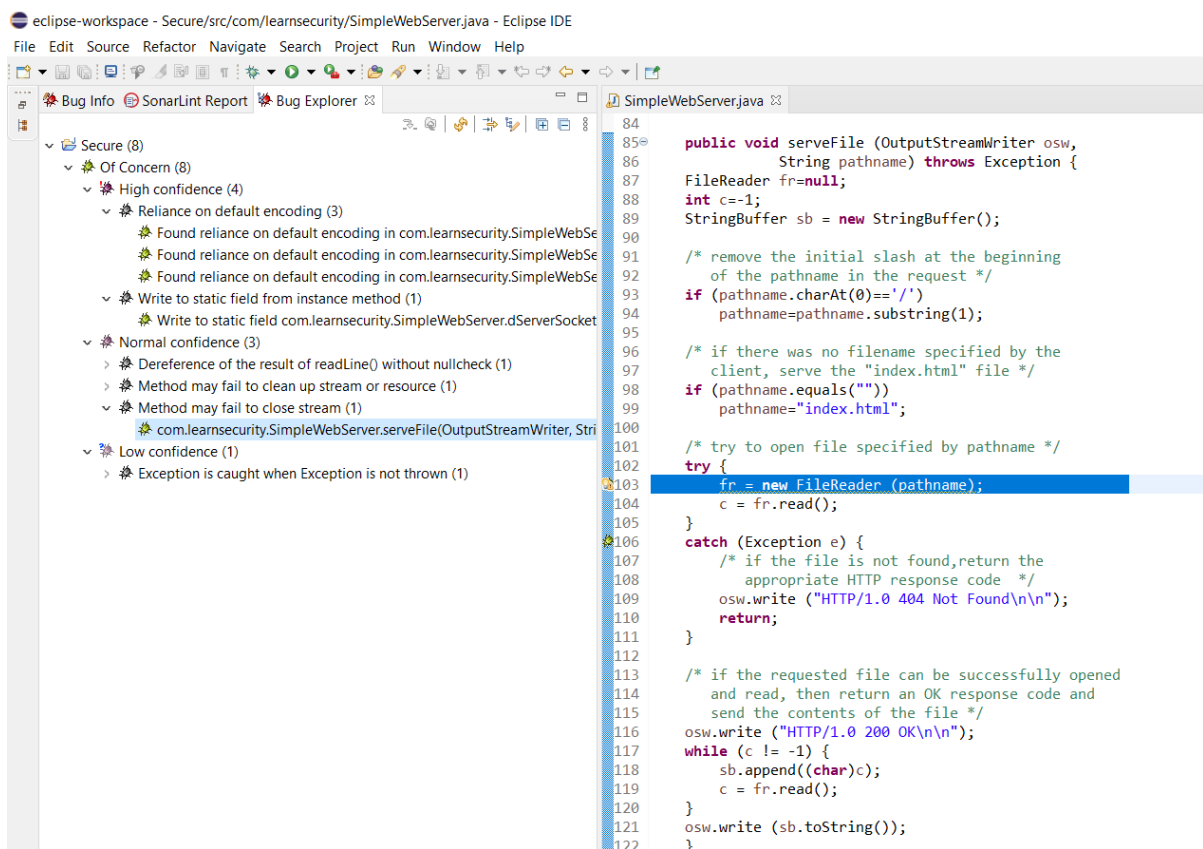 eclipse-workspace - Secure/src/com/learnsecurity/SimpleWebServer.java - Eclipse IDE
File Edit Source Refactor Navigate Search Project Run Window Help
Bug Info SonarLint Report Bug Explorer
Secure (8)
Of Concern (8)
High confidence (4)
Reliance on default encoding (3)
Found reliance on default encoding in com.learnsecurity.SimpleWebSe
Found reliance on default encoding in com.learnsecurity.SimpleWebSe
Found reliance on default encoding in com.learnsecurity.SimpleWebSe
Write to static field from instance method (1)
Write to static field com.learnsecurity.SimpleWebServer.dServerSocket
Normal confidence (3)
Dereference of the result of readLine() without nullcheck (1)
Method may fail to clean up stream or resource (1)
Method may fail to close stream (1)
com.learnsecurity.SimpleWebServer.serveFile(OutputStreamWriter, Stri
Low confidence (1)
Exception is caught when Exception is not thrown (1)
SimpleWebServer.java
84
85 public void serveFile (OutputStreamWriter osw,
86 String pathname) throws Exception {
87 FileReader fr=null;
88 int c=-1;
89 StringBuffer sb = new StringBuffer();
90
91 /* remove the initial slash at the beginning
92 of the pathname in the request */
93 if (pathname.charAt(0)=='/')
94 pathname=pathname.substring(1);
95
96 /* if there was no filename specified by the
97 client, serve the "index.html" file */
98 if (pathname.equals(""))
99 pathname="index.html";
100
101 /* try to open file specified by pathname */
102 try {
103 fr = new FileReader (pathname);
104 c = fr.read();
105 }
106 catch (Exception e) {
107 /* if the file is not found,return the
108 appropriate HTTP response code */
109 osw.write ("HTTP/1.0 404 Not Found\n\n");
110 return;
111 }
112
113 /* if the requested file can be successfully opened
114 and read, then return an OK response code and
115 send the contents of the file */
116 osw.write ("HTTP/1.0 200 OK\n\n");
117 while (c != -1) {
118 sb.append((char)c);
119 c = fr.read();
120 }
121 osw.write (sb.toString());
122 }